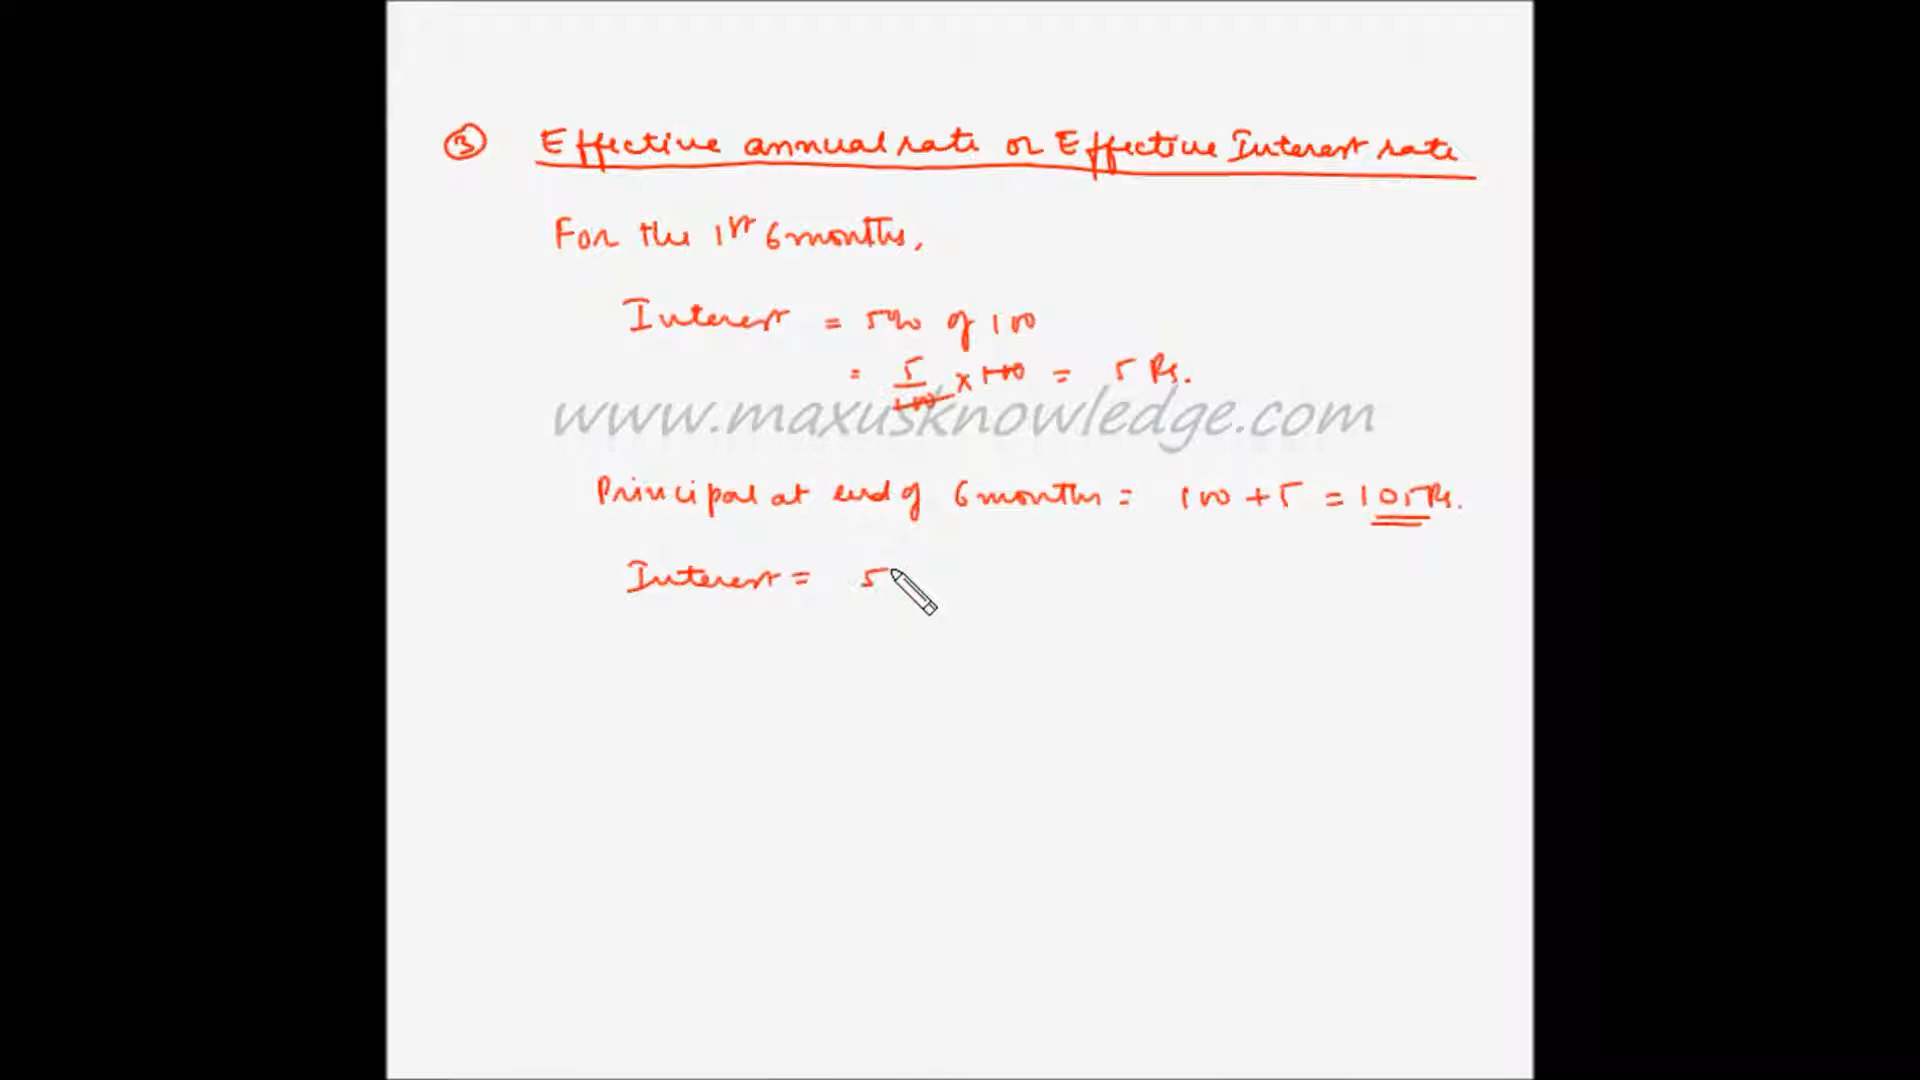 ③ Effective annual rate or Effective Interest rate
For the 1st 6 months,
Interest = 5% of 100
= 5/100 x 100 = 5 Rs.
www.maxusknowledge.com
Principal at end of 6 months = 100 + 5 = 105 Rs.
Interest = 5